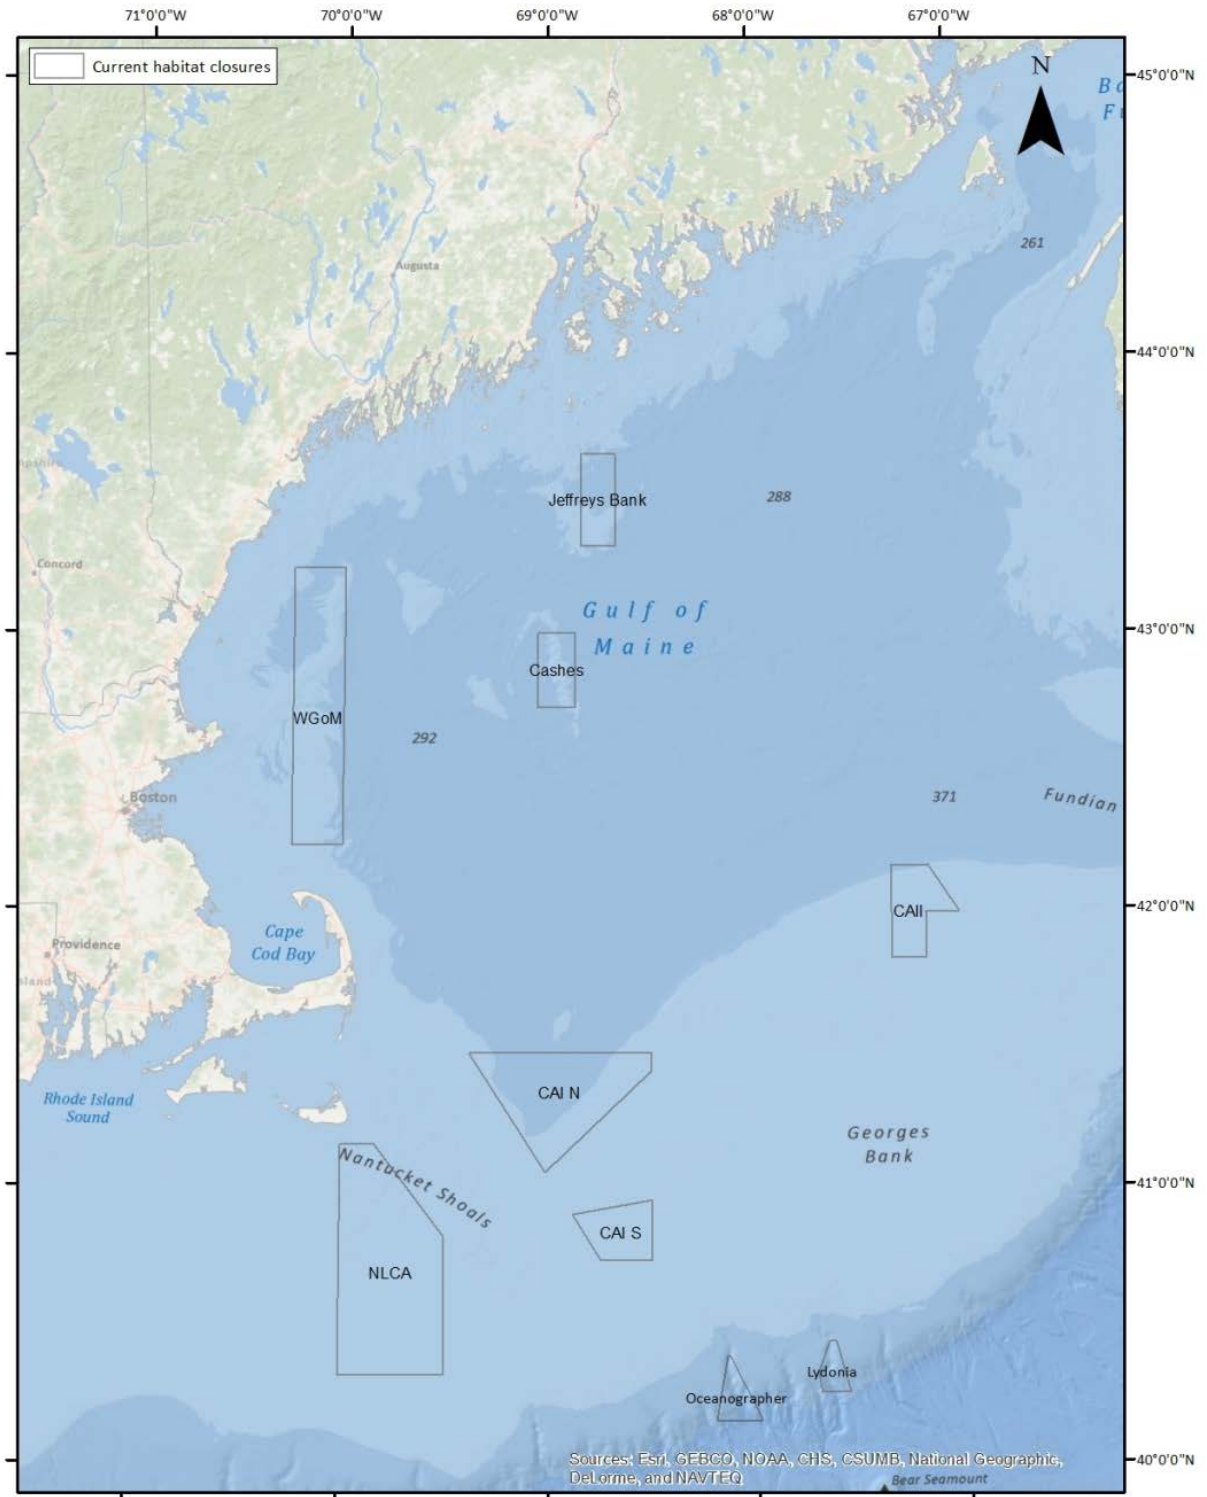 71°0'0"W 70°0'0"W 69°0'0"W 68°0'0"W 67°0'0"W
Current habitat closures
N
45°0'0"N
261
Augusta
44°0'0"N
Jeffreys Bank
288
Concord
Gulf of
Maine
43°0'0"N
Cashes
WGoM
292
Boston
371
Fundian
42°0'0"N
CAII
Cape
Cod Bay
Providence
CAI N
Rhode Island
Sound
Georges
Bank
Nantucket Shoals
41°0'0"N
CAI S
NLCA
Lydonia
Oceanographer
Sources: Esri, GEBCO, NOAA, CHS, CSUMB, National Geographic,
DeLorme, and NAVTEQ
40°0'0"N
Bear Seamount